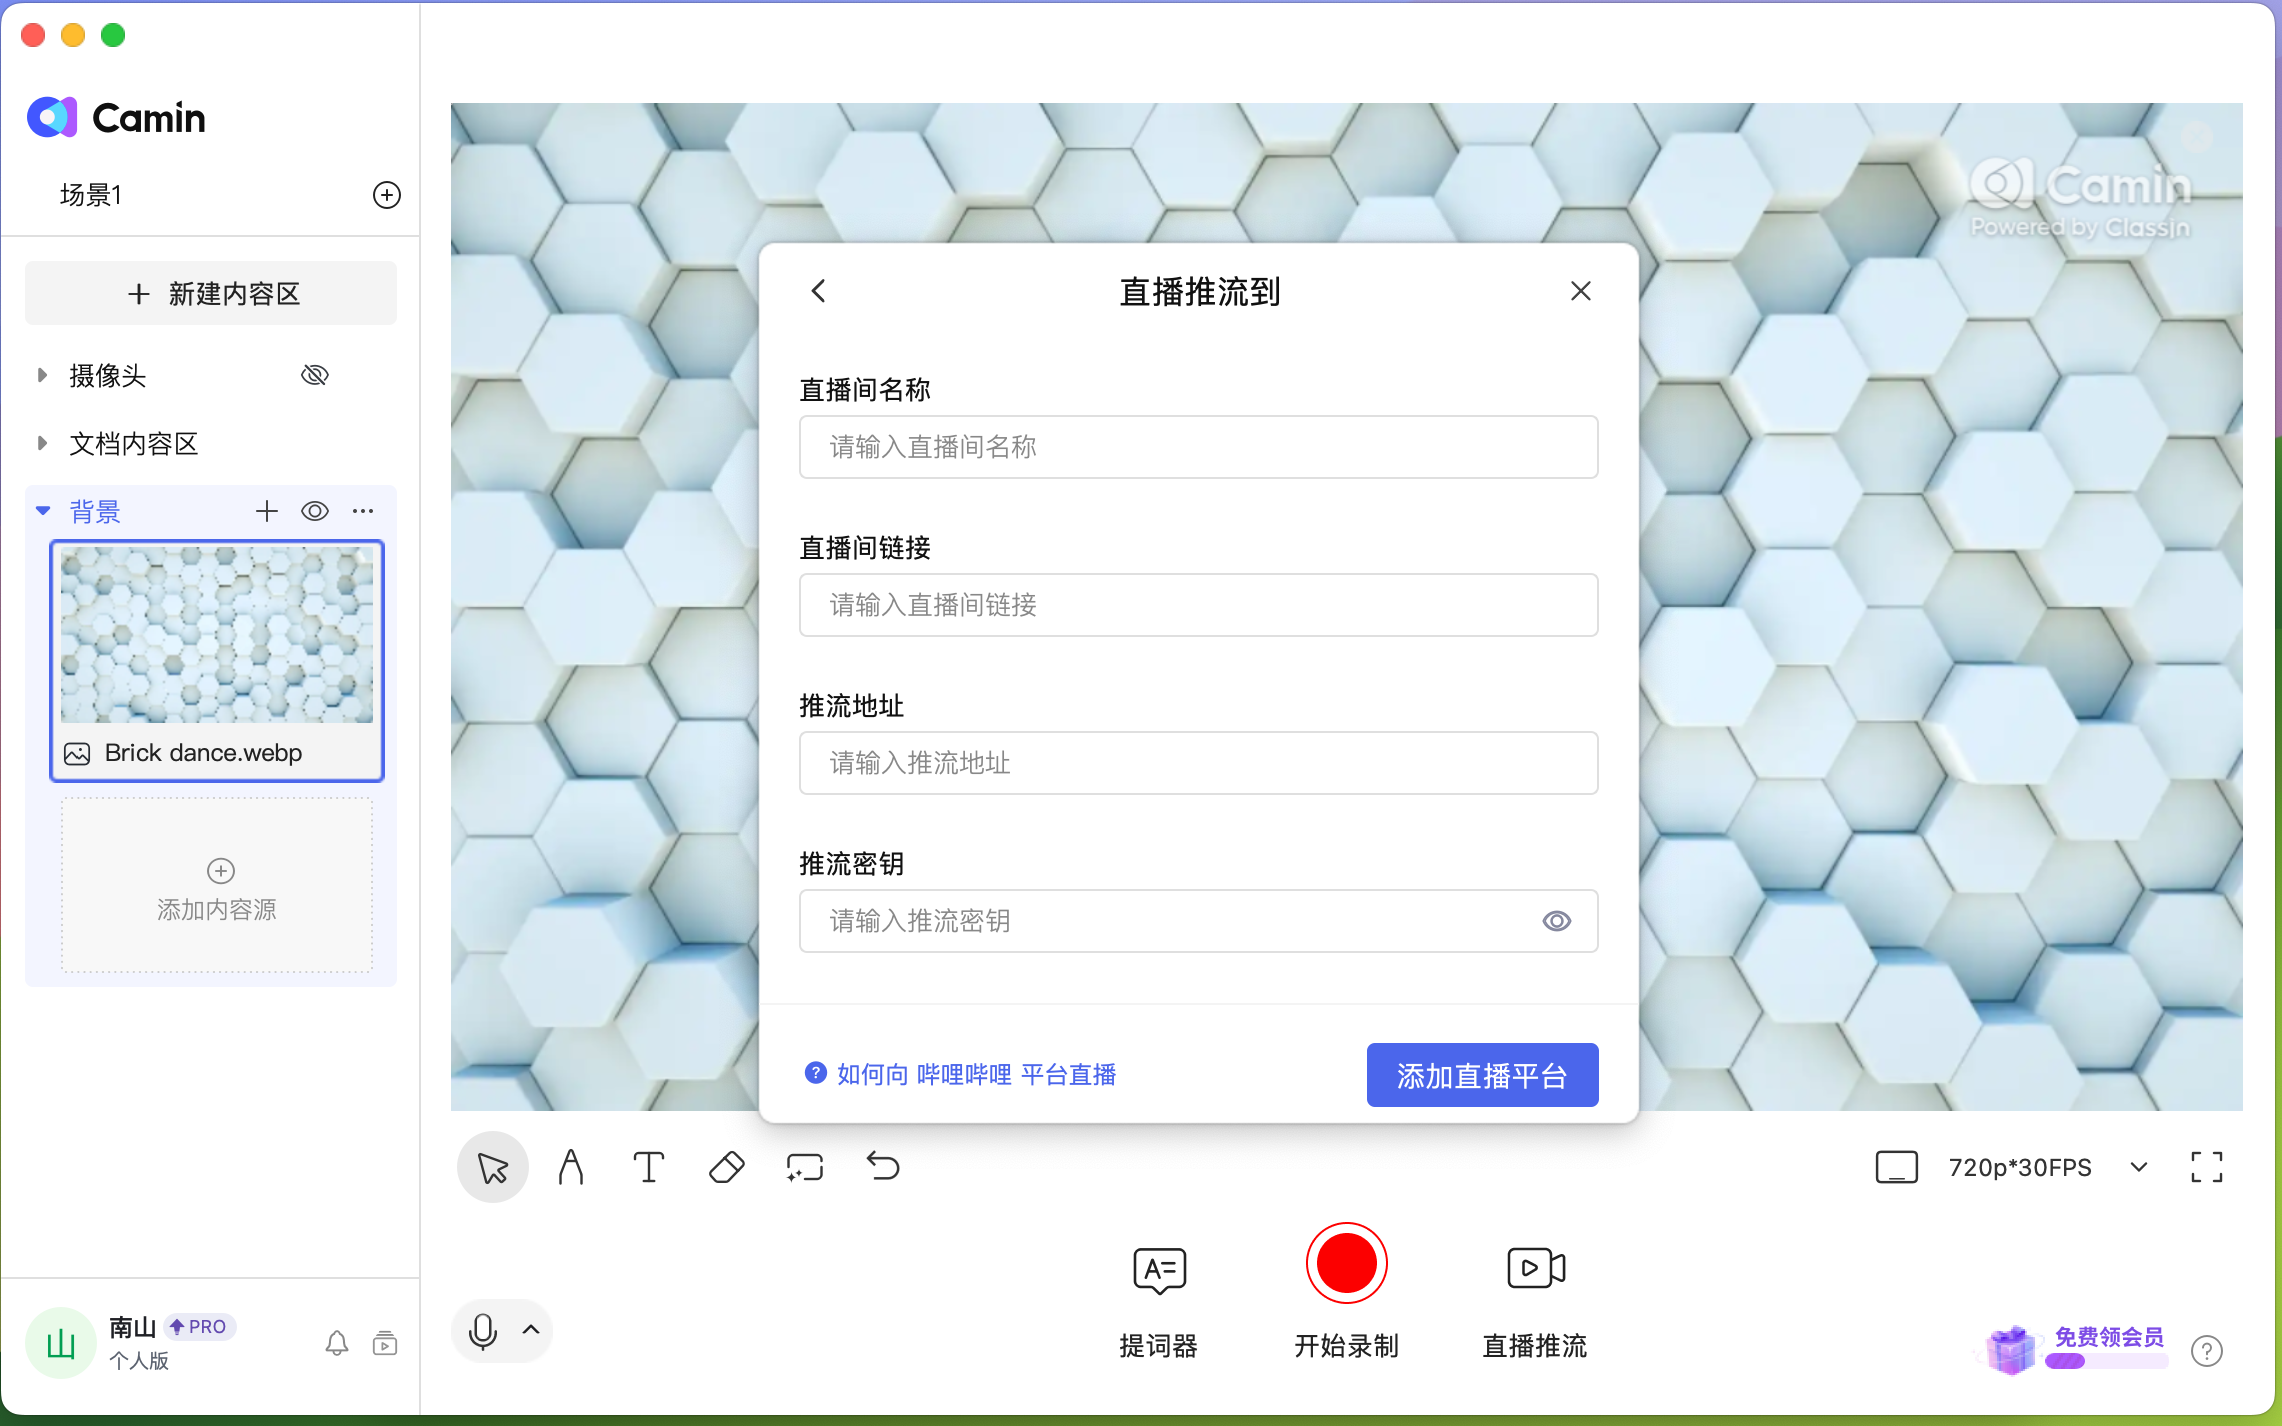 Camin
场景1
新建内容区
摄像头
文档内容区
背景
Brick dance.webp
添加内容源
山
南山
PRO
个人版
Camin
Powered by ClassIn
直播推流到
直播间名称
请输入直播间名称
直播间链接
请输入直播间链接
推流地址
请输入推流地址
推流密钥
请输入推流密钥
如何向 哔哩哔哩 平台直播
添加直播平台
720p*30FPS
提词器
开始录制
直播推流
免费领会员